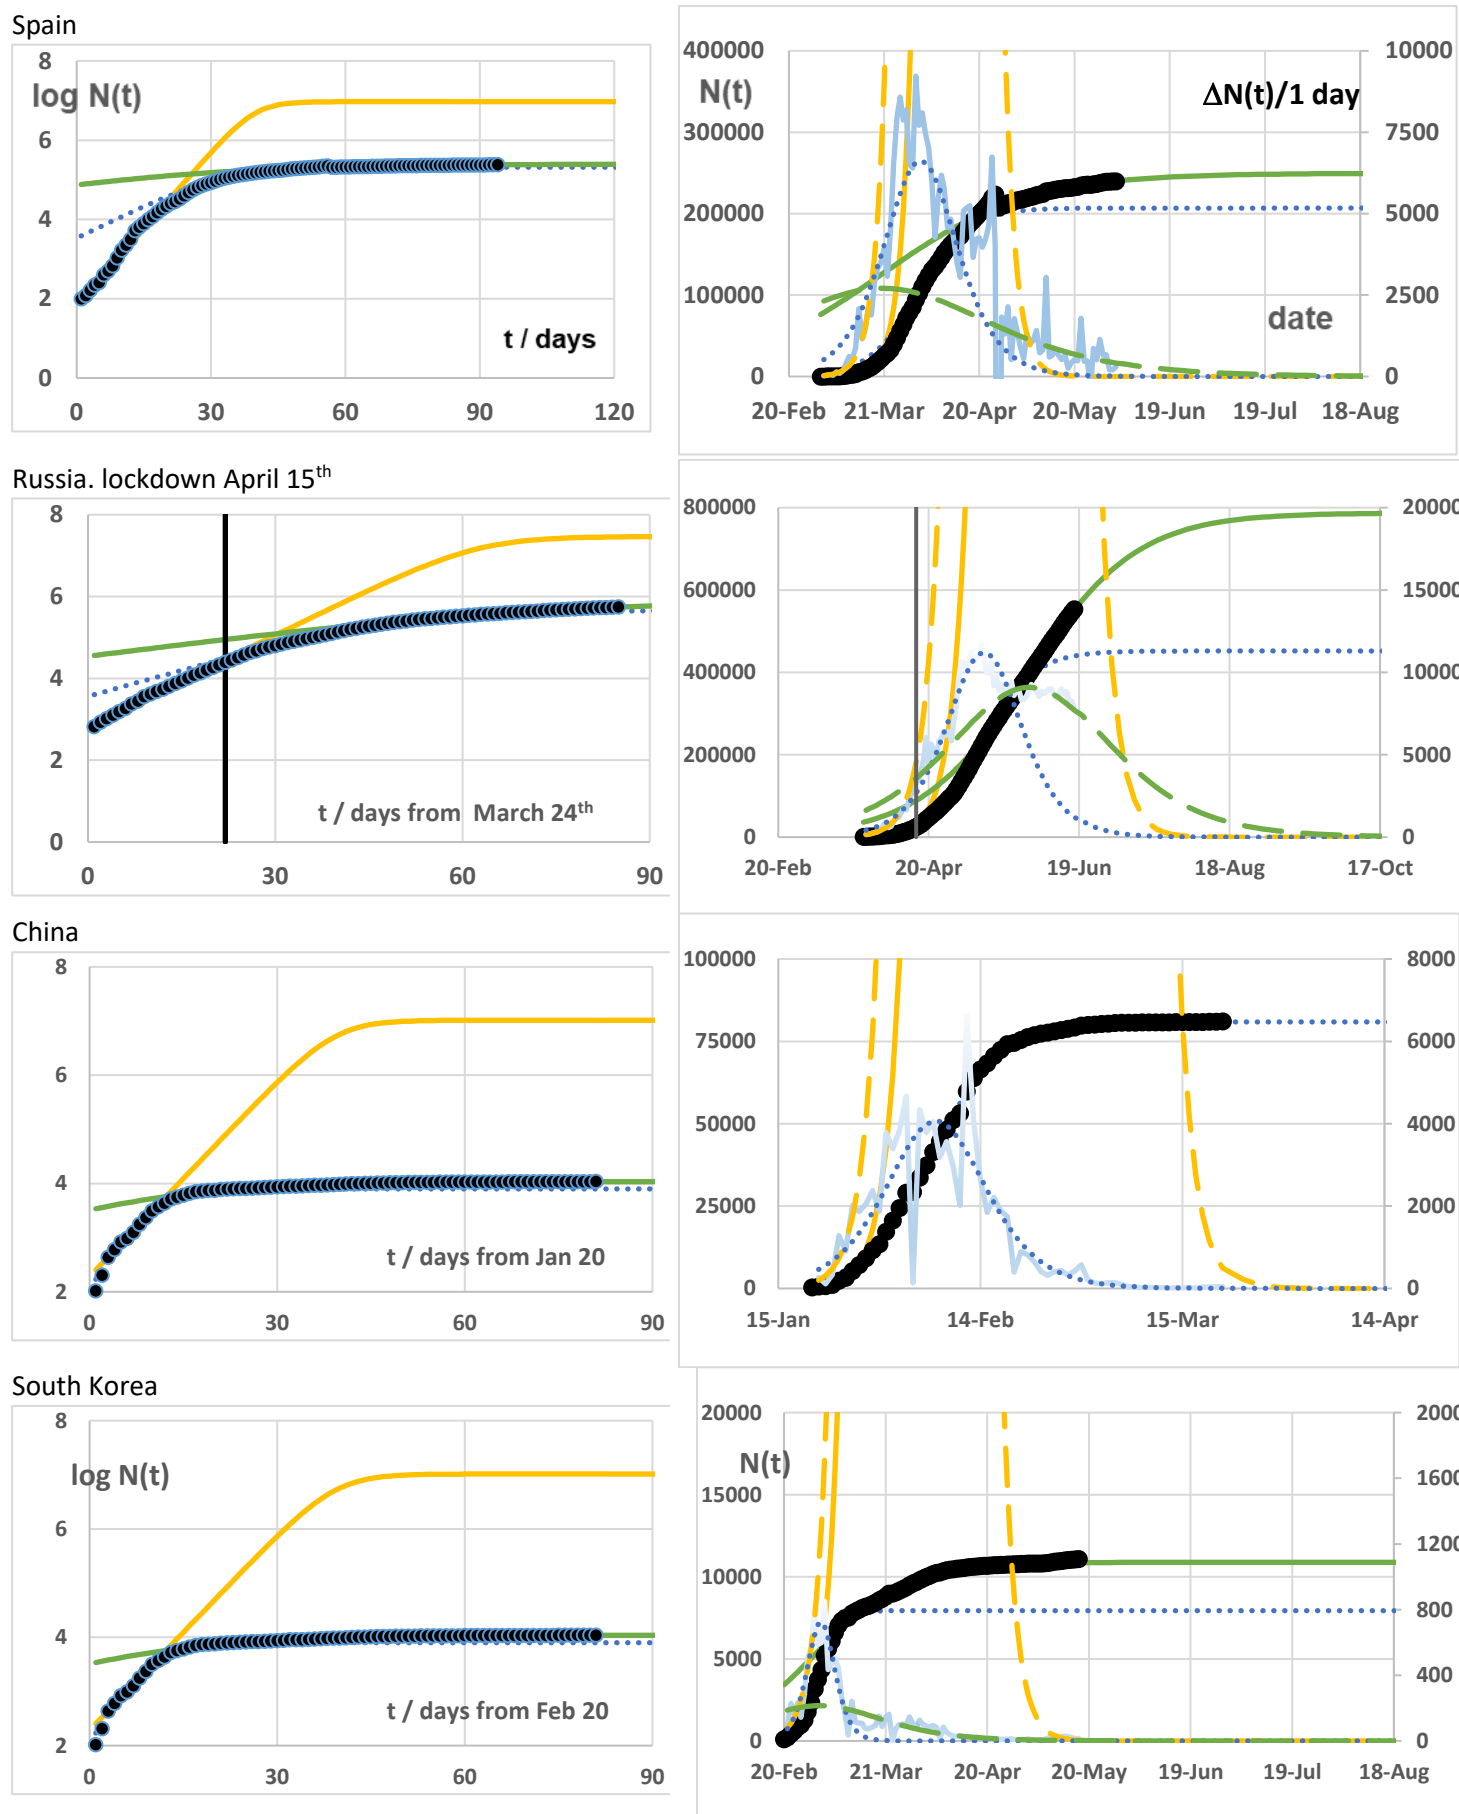 Spain
8
6
4
2
0
log N(t)
t / days
0 30 60 90 120
400000
300000
200000
100000
0
N(t)
ΔN(t)/1 day
date
10000
7500
5000
2500
0
20-Feb 21-Mar 20-Apr 20-May 19-Jun 19-Jul 18-Aug
Russia. lockdown April 15th
8
6
4
2
0
t / days from March 24th
0 30 60 90
800000
600000
400000
200000
0
20000
15000
10000
5000
0
20-Feb 20-Apr 19-Jun 18-Aug 17-Oct
China
8
6
4
2
t / days from Jan 20
0 30 60 90
100000
75000
50000
25000
0
8000
6000
4000
2000
0
15-Jan 14-Feb 15-Mar 14-Apr
South Korea
8
6
4
2
log N(t)
t / days from Feb 20
0 30 60 90
20000
15000
10000
5000
0
N(t)
2000
1600
1200
800
400
0
20-Feb 21-Mar 20-Apr 20-May 19-Jun 19-Jul 18-Aug